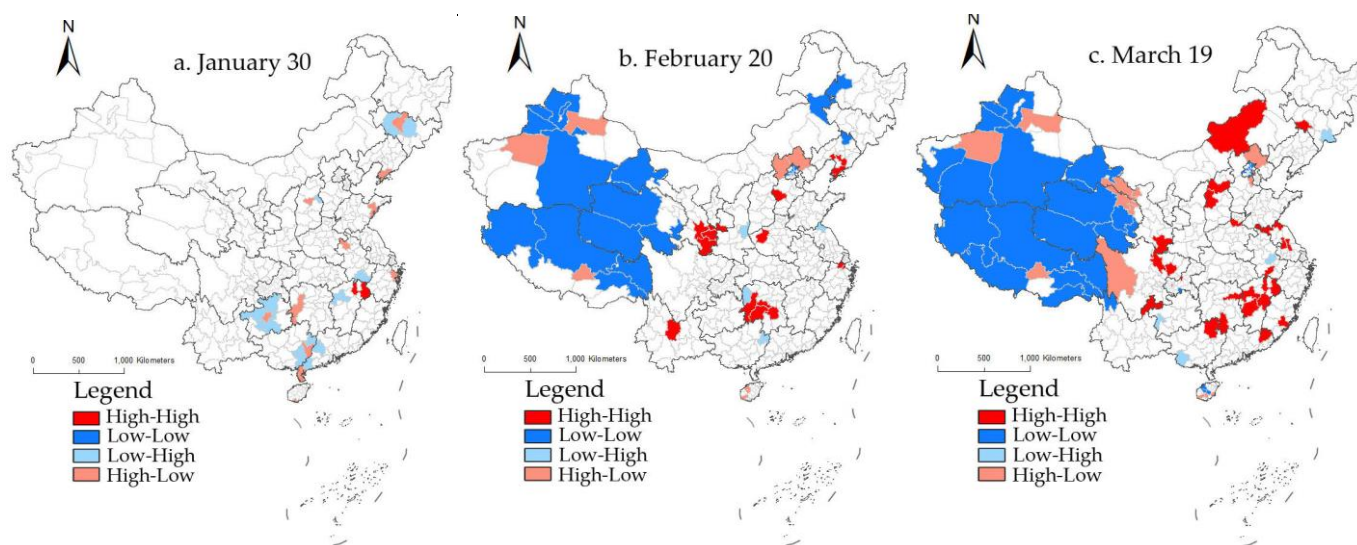 N
a. January 30
0 500 1,000 Kilometers
Legend
High-High
Low-Low
Low-High
High-Low
N
b. February 20
0 500 1,000 Kilometers
Legend
High-High
Low-Low
Low-High
High-Low
N
c. March 19
0 500 1,000 Kilometers
Legend
High-High
Low-Low
Low-High
High-Low